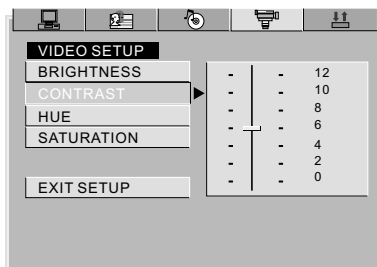 VIDEO SETUP
BRIGHTNESS
CONTRAST
HUE
SATURATION
EXIT SETUP
12
10
8
6
4
2
0